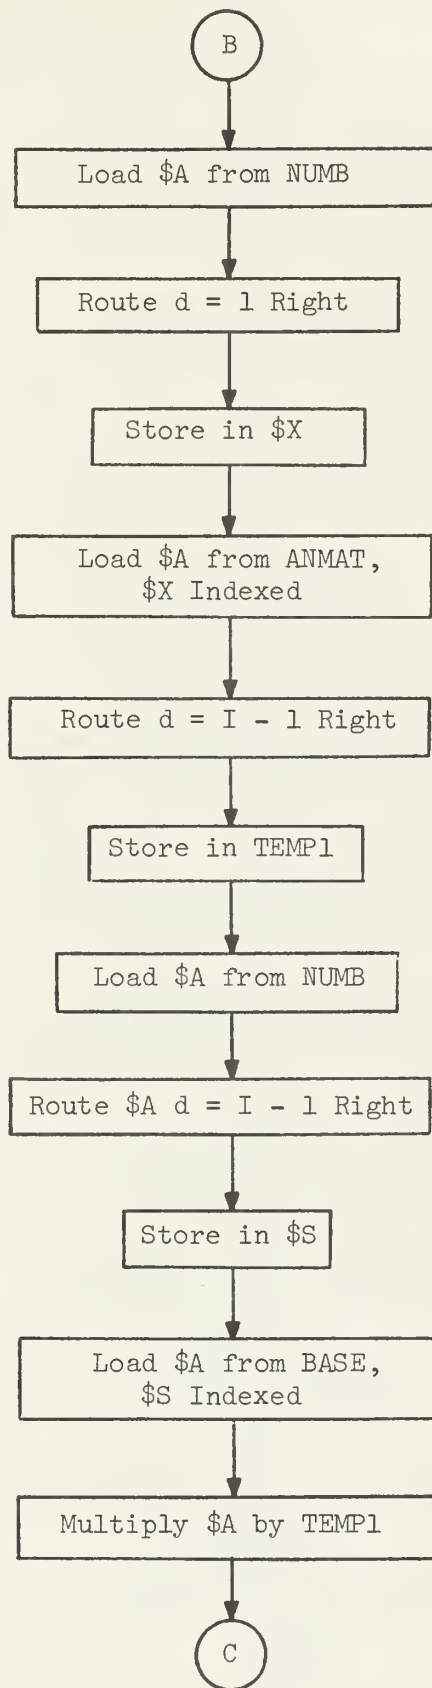 B
Load $A from NUMB
Route d = 1 Right
Store in $X
Load $A from ANMAT,
$X Indexed
Route d = I - 1 Right
Store in TEMP1
Load $A from NUMB
Route $A d = I - 1 Right
Store in $S
Load $A from BASE,
$S Indexed
Multiply $A by TEMP1
C